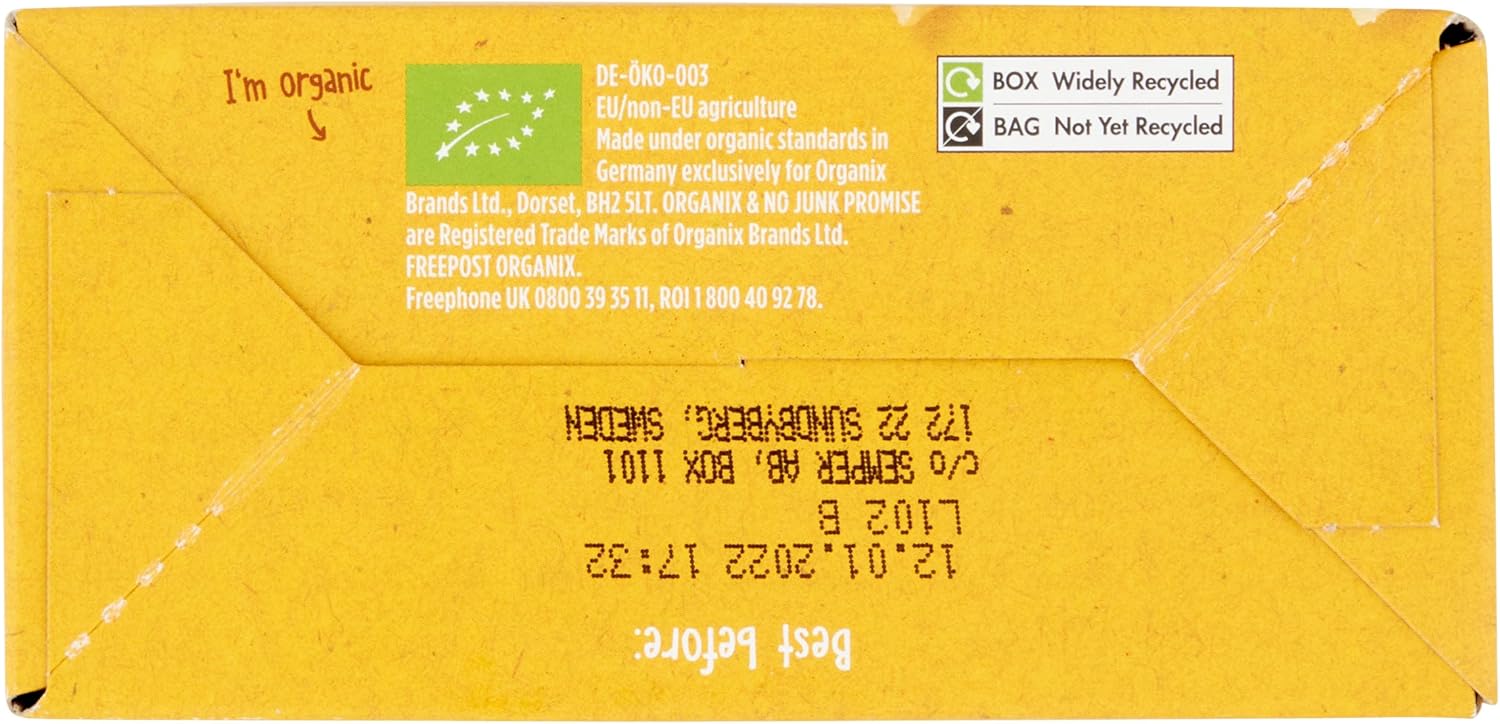 I'm organic
DE-ÖKO-003
EU/non-EU agriculture
Made under organic standards in
Germany exclusively for Organix
Brands Ltd., Dorset, BH2 5LT. ORGANIX & NO JUNK PROMISE
are Registered Trade Marks of Organix Brands Ltd.
FREEPOST ORGANIX.
Freephone UK 0800 39 35 11, ROI 1 800 40 92 78.
BOX Widely Recycled
BAG Not Yet Recycled
Best before:
12.01.2022 17:32
L102 B
c/o SEMPER AB, BOX 1101
172 22 SUNDBYBERG, SWEDEN